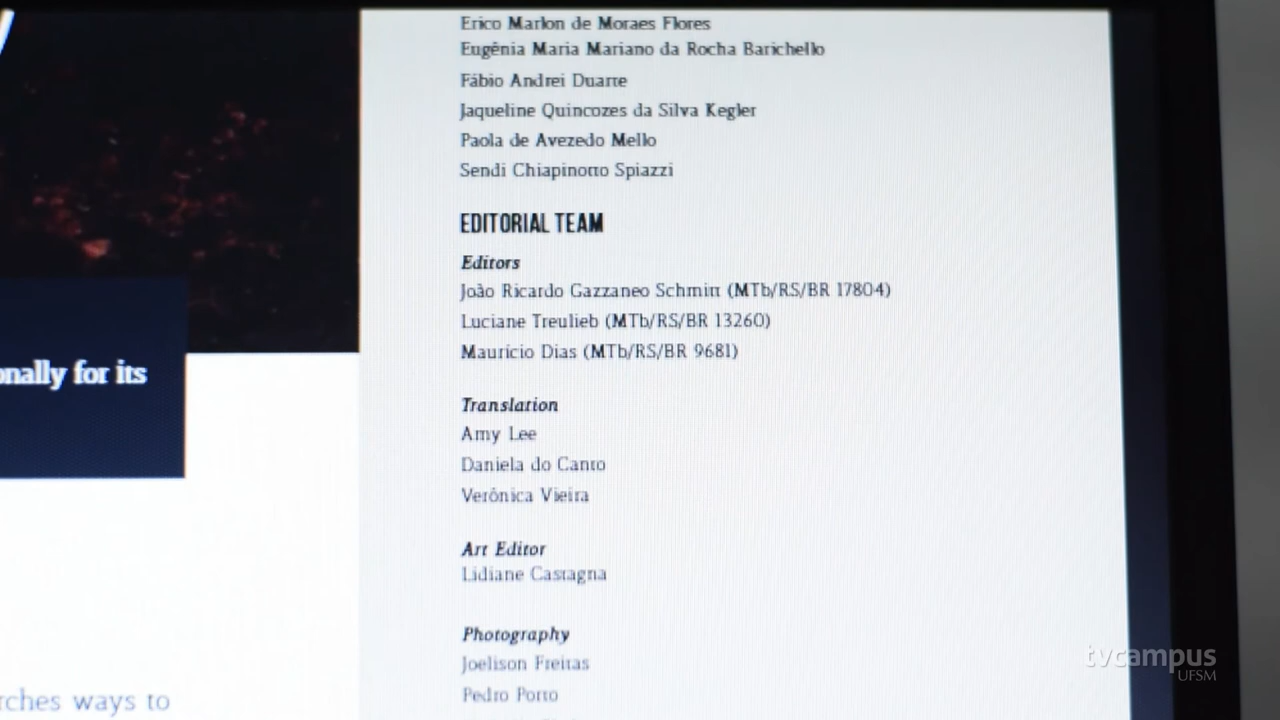 Erico Marlon de Moraes Flores
Eugênia Maria Mariano da Rocha Barichello
Fábio Andrei Duarte
Jaqueline Quincozes da Silva Kegler
Paola de Avezedo Mello
Sendi Chiapinotto Spiazzi
EDITORIAL TEAM
Editors
João Ricardo Gazzaneo Schmitt (MTb/RS/BR 17804)
Luciane Treulieb (MTb/RS/BR 13260)
Maurício Dias (MTb/RS/BR 9681)
onally for its
Translation
Amy Lee
Daniela do Canto
Verônica Vieira
Art Editor
Lidiane Castagna
Photography
Joelison Freitas
Pedro Porto
rches ways to
tvcampus
UFSM